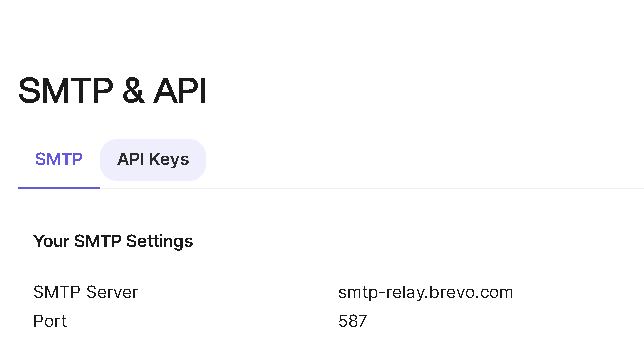 SMTP & API
SMTP API Keys
Your SMTP Settings
SMTP Server smtp-relay.brevo.com
Port 587